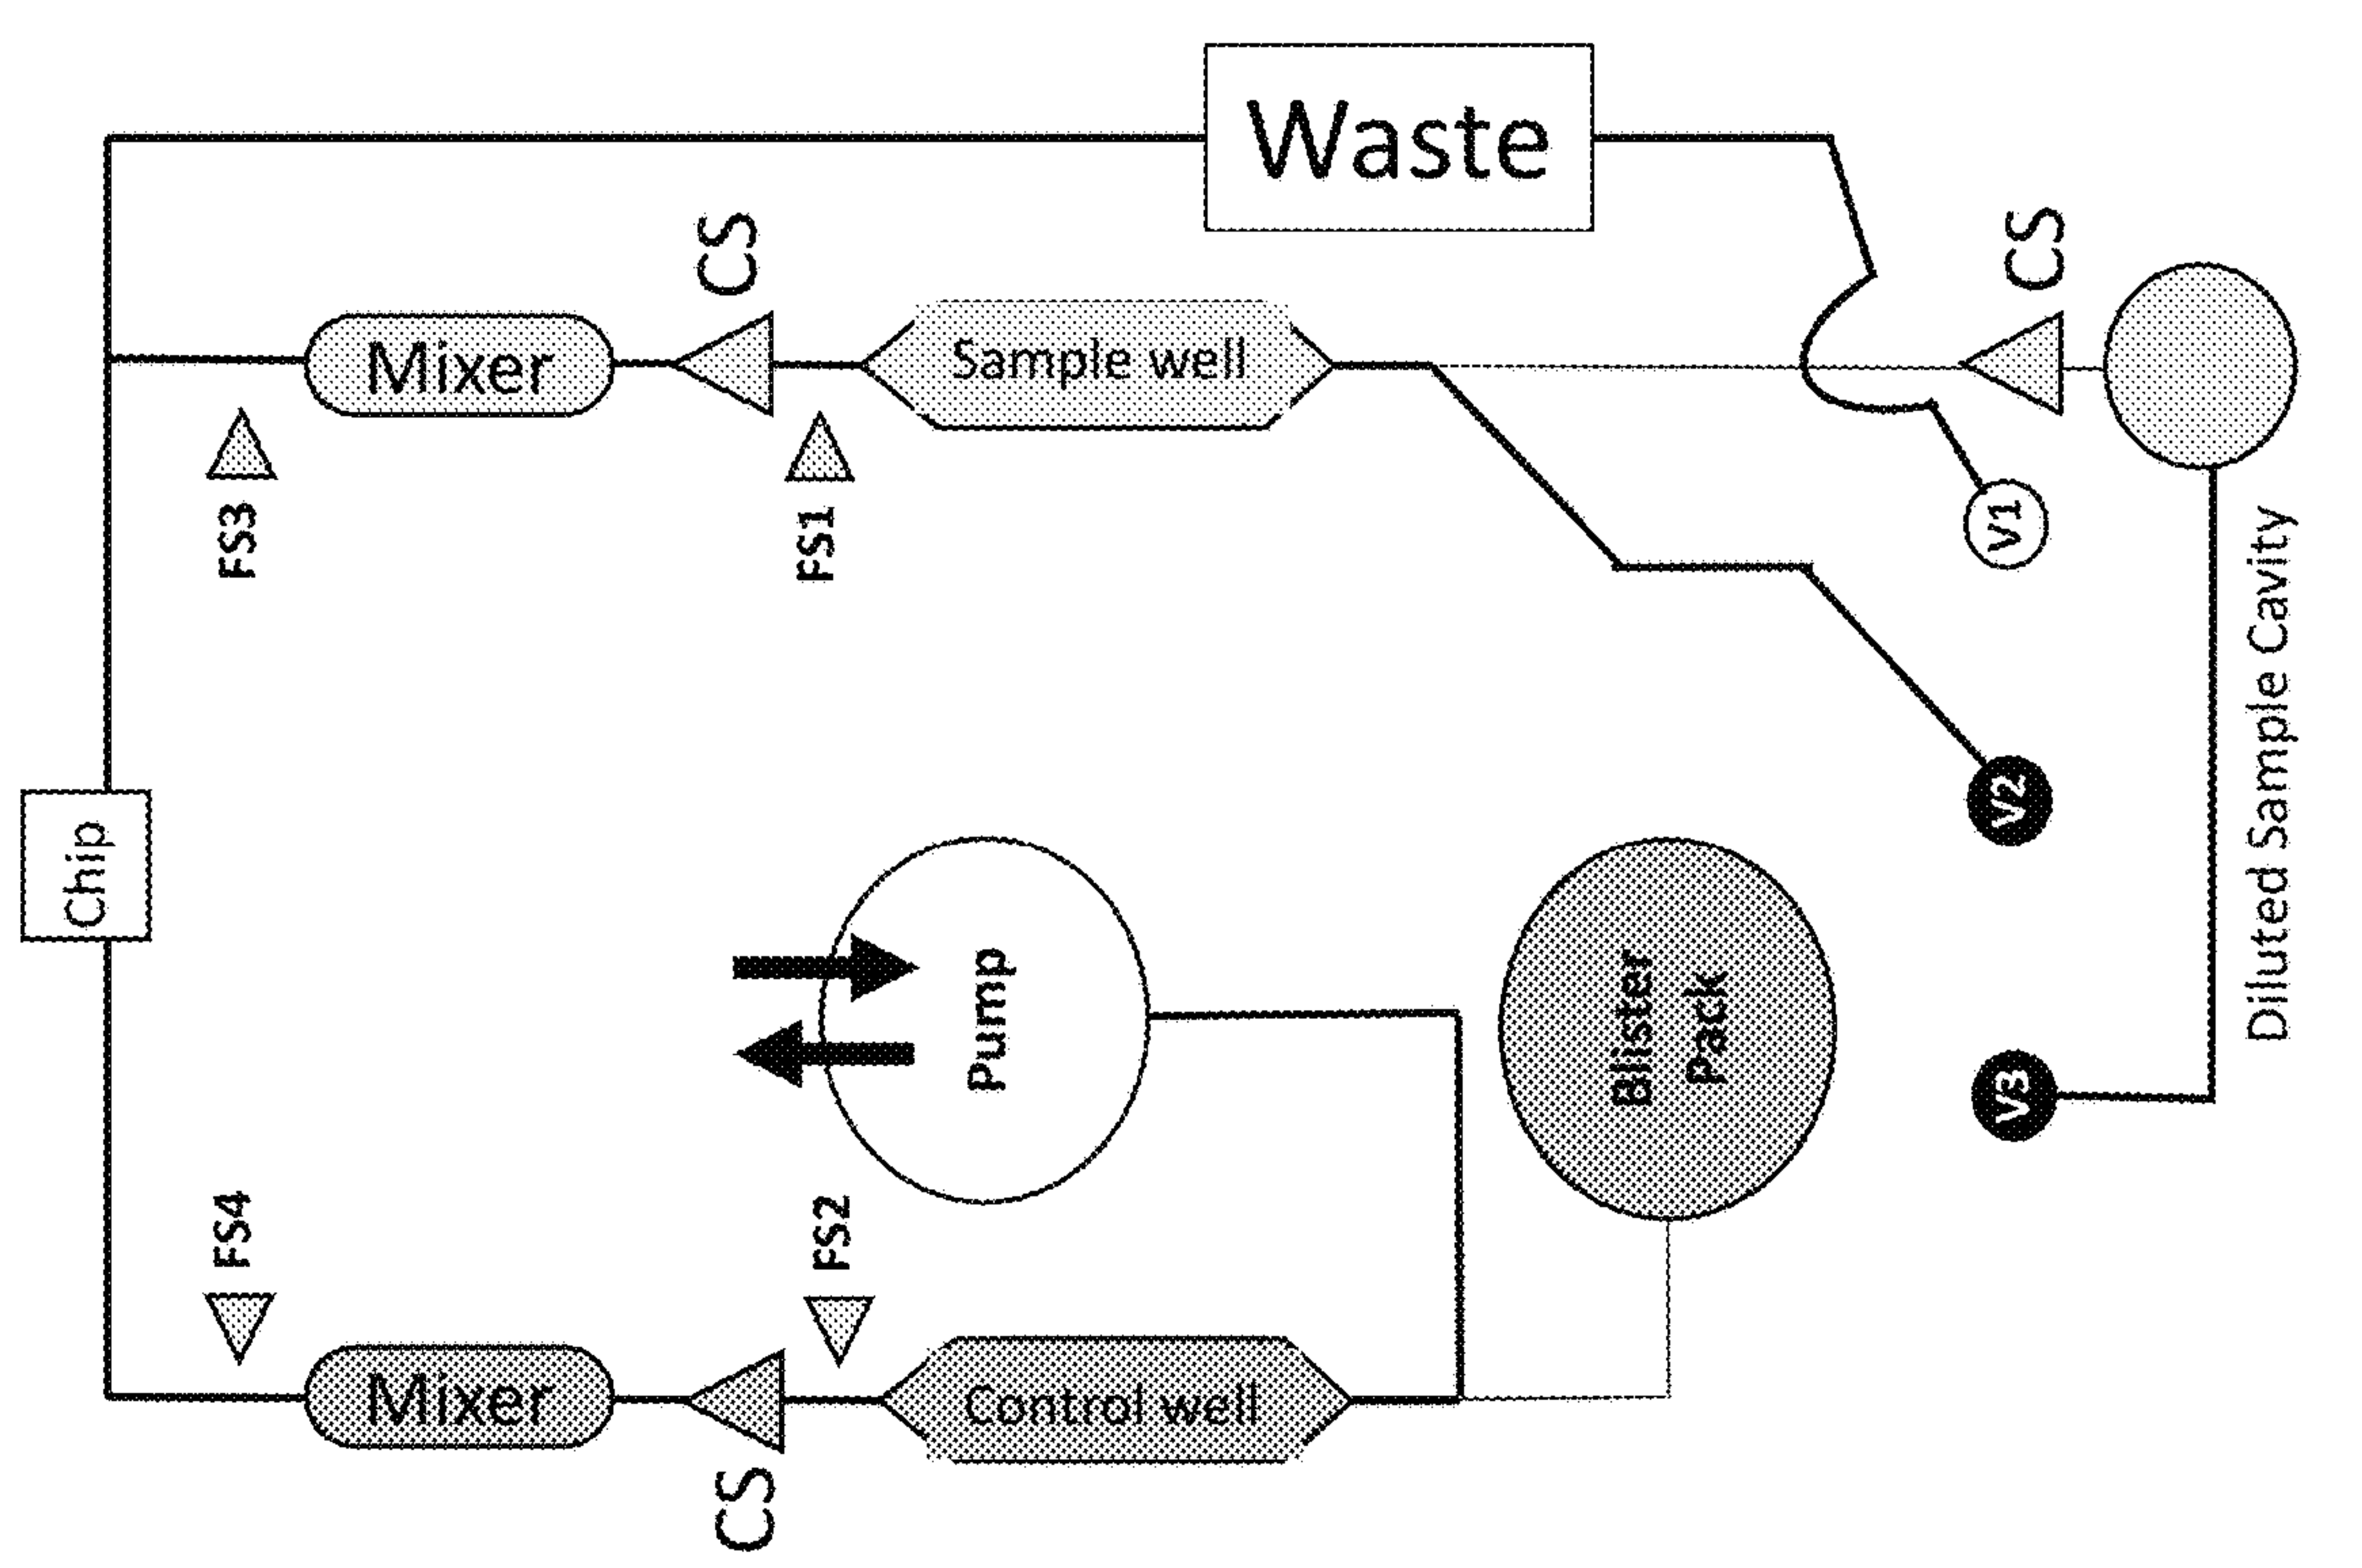 Waste
CS
CS
Mixer
Sample well
FS3
FS1
V1
Diluted Sample Cavity
Chip
V2
Pump
Blister
Pack
V3
FS4
FS2
Mixer
Control well
CS